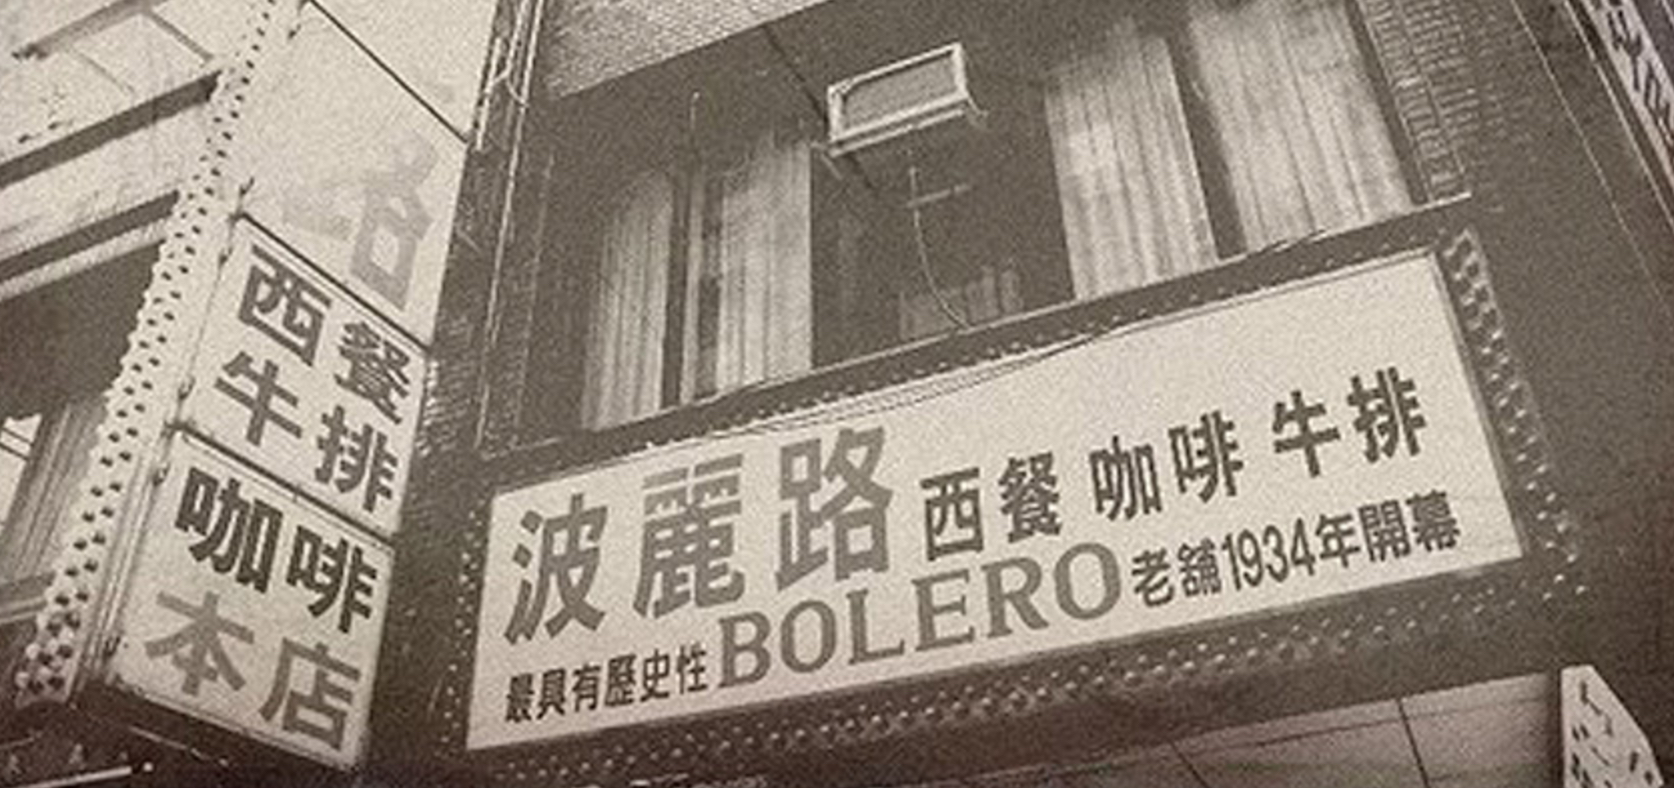 路
西餐
牛排
咖啡
本店
波麗路 西餐 咖啡 牛排
最具有歷史性 BOLERO 老舖1934年開幕